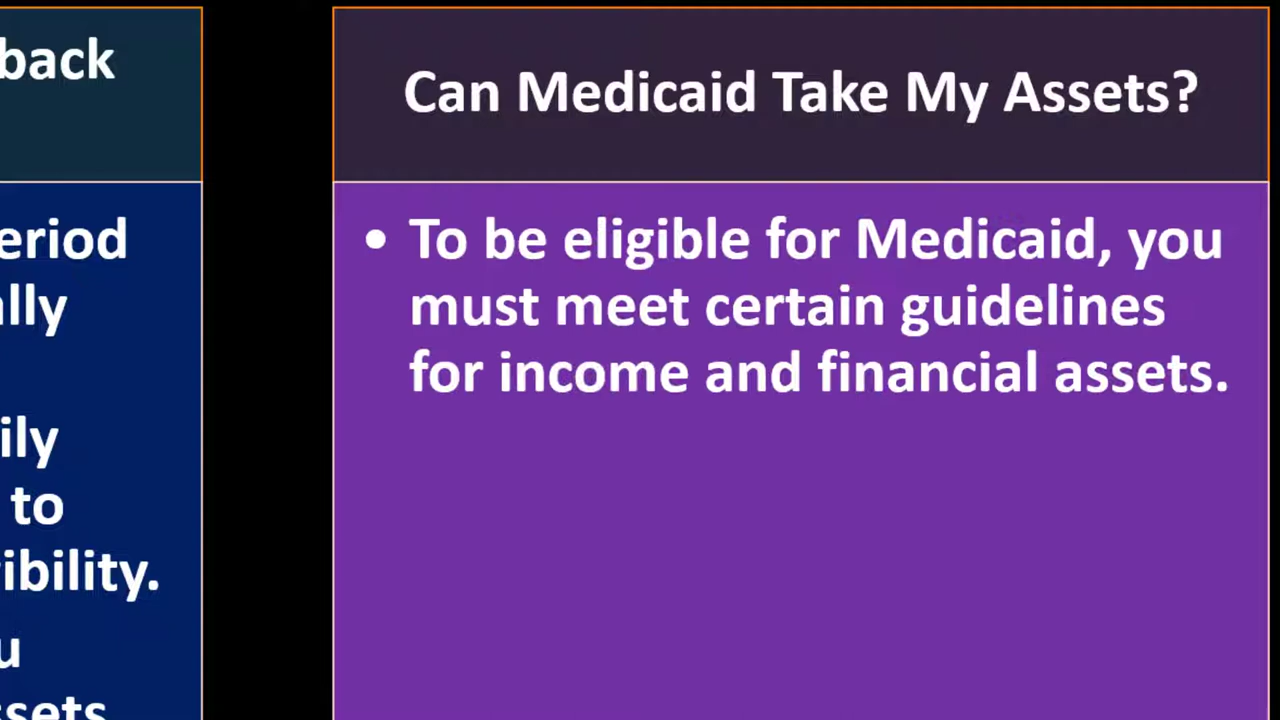 back
eriod
ally
ily
to
ibility.
u
ssets
Can Medicaid Take My Assets?
• To be eligible for Medicaid, you
must meet certain guidelines
for income and financial assets.